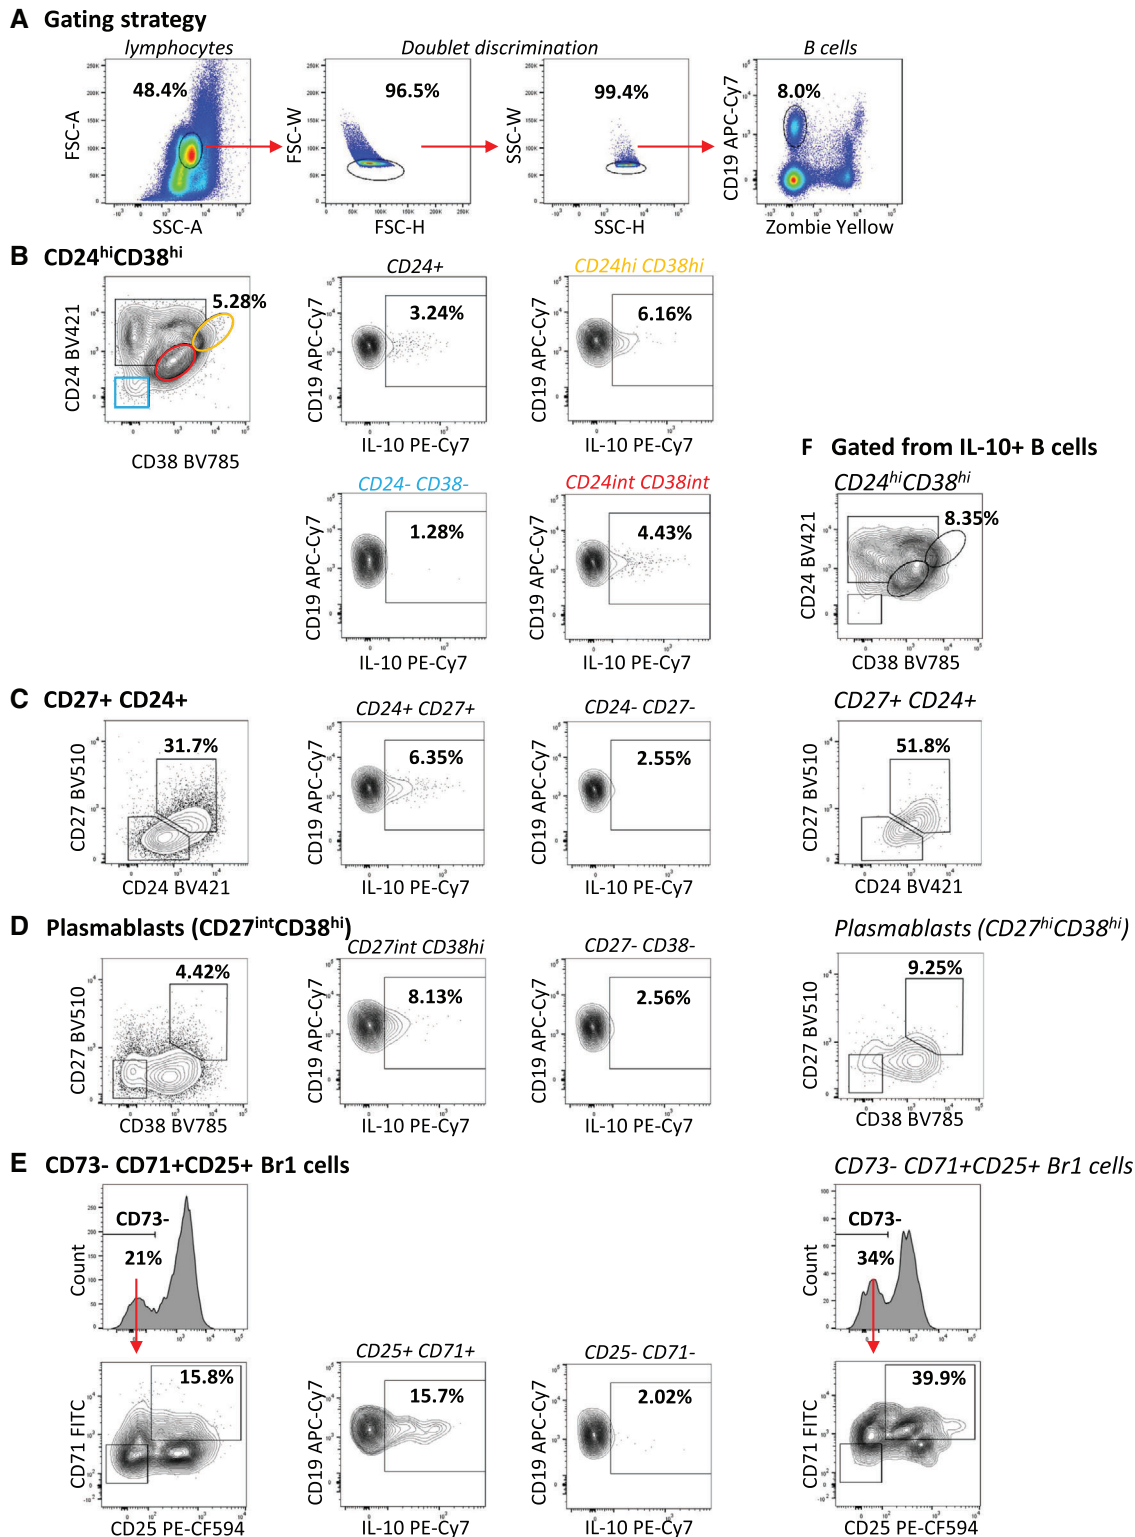 A Gating strategy
lymphocytes
Doublet discrimination
B cells
48.4%
96.5%
99.4%
8.0%
FSC-A
FSC-W
SSC-W
CD19 APC-Cy7
SSC-A
FSC-H
SSC-H
Zombie Yellow
B CD24hiCD38hi
CD24+
CD24hi CD38hi
5.28%
3.24%
6.16%
CD24 BV421
CD19 APC-Cy7
CD19 APC-Cy7
CD38 BV785
IL-10 PE-Cy7
IL-10 PE-Cy7
F Gated from IL-10+ B cells
CD24- CD38-
CD24int CD38int
CD24hiCD38hi
1.28%
4.43%
8.35%
CD19 APC-Cy7
CD19 APC-Cy7
CD24 BV421
IL-10 PE-Cy7
IL-10 PE-Cy7
CD38 BV785
C CD27+ CD24+
CD24+ CD27+
CD24- CD27-
CD27+ CD24+
31.7%
6.35%
2.55%
51.8%
CD27 BV510
CD19 APC-Cy7
CD19 APC-Cy7
CD27 BV510
CD24 BV421
IL-10 PE-Cy7
IL-10 PE-Cy7
CD24 BV421
D Plasmablasts (CD27intCD38hi)
CD27int CD38hi
CD27- CD38-
Plasmablasts (CD27hiCD38hi)
4.42%
8.13%
2.56%
9.25%
CD27 BV510
CD19 APC-Cy7
CD19 APC-Cy7
CD27 BV510
CD38 BV785
IL-10 PE-Cy7
IL-10 PE-Cy7
CD38 BV785
E CD73- CD71+CD25+ Br1 cells
CD73- CD71+CD25+ Br1 cells
CD73-
21%
Count
CD73-
34%
Count
CD25+ CD71+
CD25- CD71-
15.8%
15.7%
2.02%
39.9%
CD71 FITC
CD19 APC-Cy7
CD19 APC-Cy7
CD71 FITC
CD25 PE-CF594
IL-10 PE-Cy7
IL-10 PE-Cy7
CD25 PE-CF594